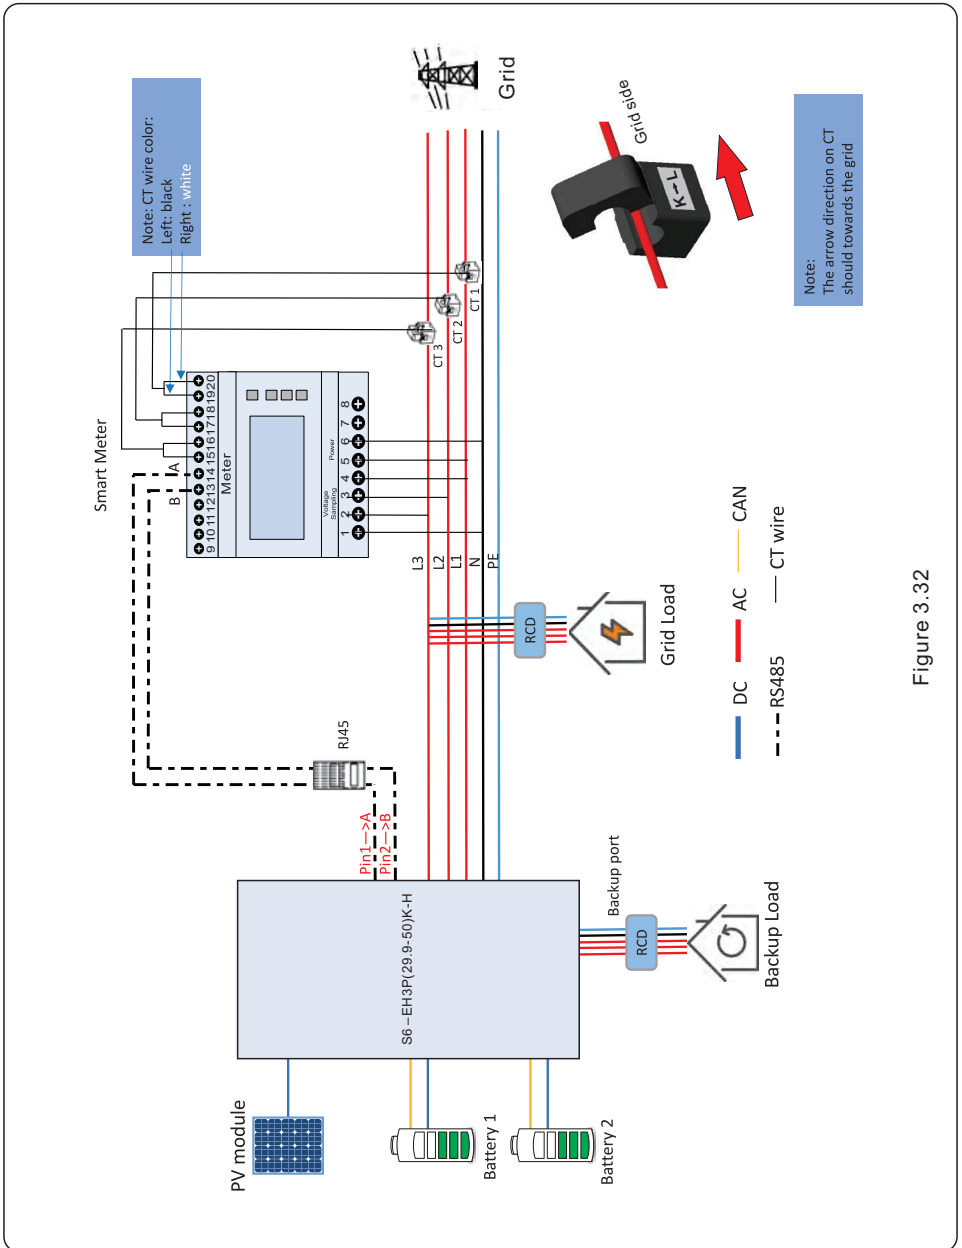 Smart Meter
Note: CT wire color:
Left: black
Right : white
B
A
9 10 11 12 13 14 15 16 17 18 19 20
Meter
Voltage
Sampling
Power
1 2 3 4 5 6 7 8
CT 3
CT 2
CT 1
Grid
L3
L2
L1
N
PE
RJ45
Pin1—>A
Pin2—>B
S6－EH3P(29.9-50)K-H
PV module
Battery 1
Battery 2
Backup port
RCD
Backup Load
RCD
Grid Load
Grid side
K→L
Note:
The arrow direction on CT
should towards the grid
DC
AC
CAN
RS485
CT wire
Figure 3.32